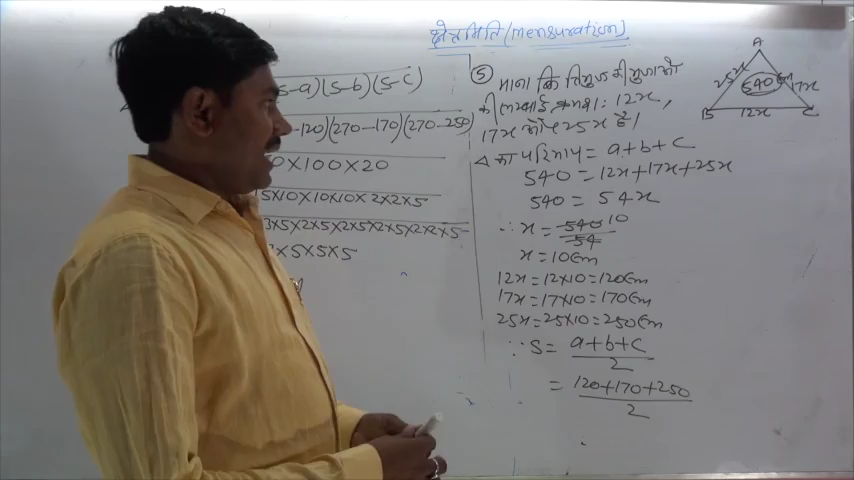 क्षेत्रमिति (Mensuration)
s-a)(s-b)(s-c)
-120)(270-170)(270-250)
0×100×20
5×10×10×10×2×2×5
3×5×2×5×2×5×2×5×2×2×5
×5×5×5
5 माना कि त्रिभुज की भुजाओं
की लम्बाई क्रमशः 12x,
17x और 25x है।
Δ का परिमाप = a+b+c
540 = 12x+17x+25x
540 = 54x
∴ x = 540 10
54
x = 10cm
12x = 12×10 = 120cm
17x = 17×10 = 170cm
25x = 25×10 = 250cm
∵ S = a+b+c
2
= 120+170+250
2
A
25x 540cm 17x
B 12x C